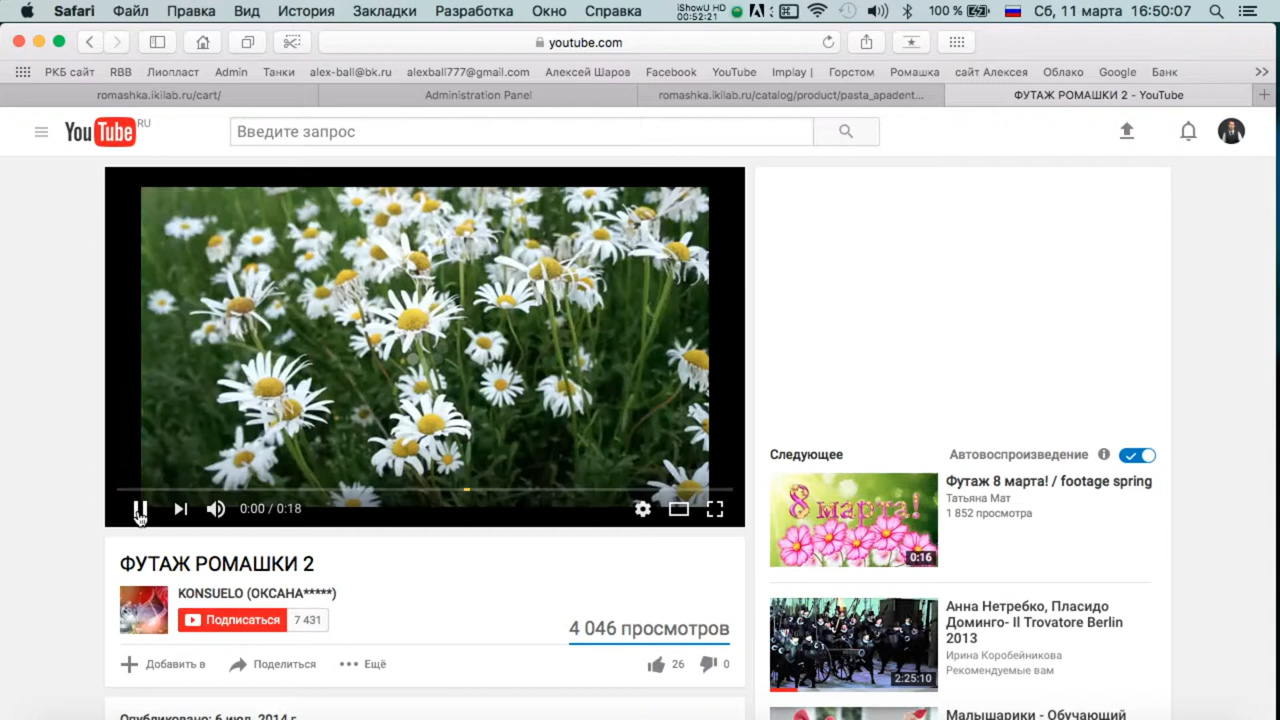 Safari Файл Правка Вид История Закладки Разработка Окно Справка iShowU HD 00:52:21 100 % Сб, 11 марта 16:50:07
youtube.com
РКБ сайт RBB Лиопласт Admin Танки alex-ball@bk.ru alexball777@gmail.com Алексей Шаров Facebook YouTube Implay | Горстом Ромашка сайт Алексея Облако Google Банк
romashka.ikilab.ru/cart/ Administration Panel romashka.ikilab.ru/catalog/product/pasta_apadent... ФУТАЖ РОМАШКИ 2 - YouTube
YouTube RU
Введите запрос
0:00 / 0:18
ФУТАЖ РОМАШКИ 2
KONSUELO (ОКСАНА*****)
Подписаться 7 431
4 046 просмотров
Добавить в Поделиться Ещё 26 0
Опубликовано: 6 июл. 2014 г.
Следующее Автовоспроизведение
8 марта!
0:16
Футаж 8 марта! / footage spring
Татьяна Мат
1 852 просмотра
2:25:10
Анна Нетребко, Пласидо
Доминго- Il Trovatore Berlin
2013
Ирина Коробейникова
Рекомендуемые вам
Малышарики - Обучающий